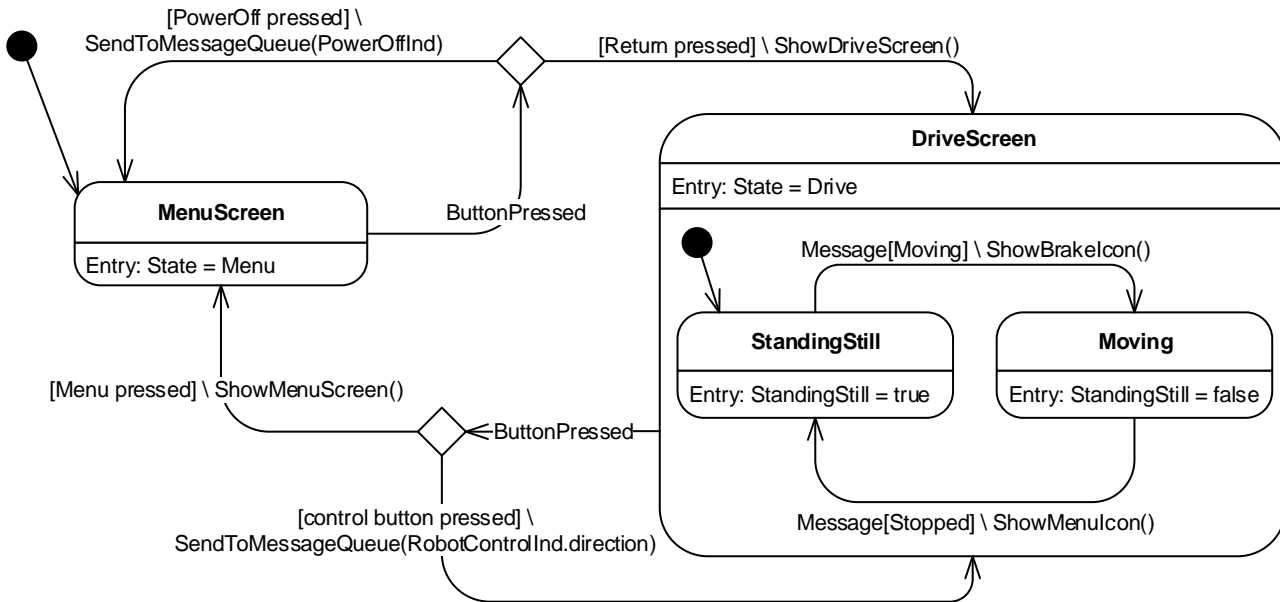 [PowerOff pressed] \
SendToMessageQueue(PowerOffInd)
[Return pressed] \ ShowDriveScreen()
DriveScreen
Entry: State = Drive
MenuScreen
Entry: State = Menu
ButtonPressed
Message[Moving] \ ShowBrakeIcon()
StandingStill
Entry: StandingStill = true
Moving
Entry: StandingStill = false
[Menu pressed] \ ShowMenuScreen()
ButtonPressed
Message[Stopped] \ ShowMenuIcon()
[control button pressed] \
SendToMessageQueue(RobotControlInd.direction)